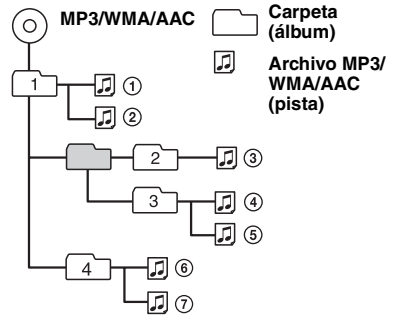 MP3/WMA/AAC
Carpeta
(álbum)
Archivo MP3/
WMA/AAC
(pista)
1
①
②
2
③
3
④
⑤
4
⑥
⑦